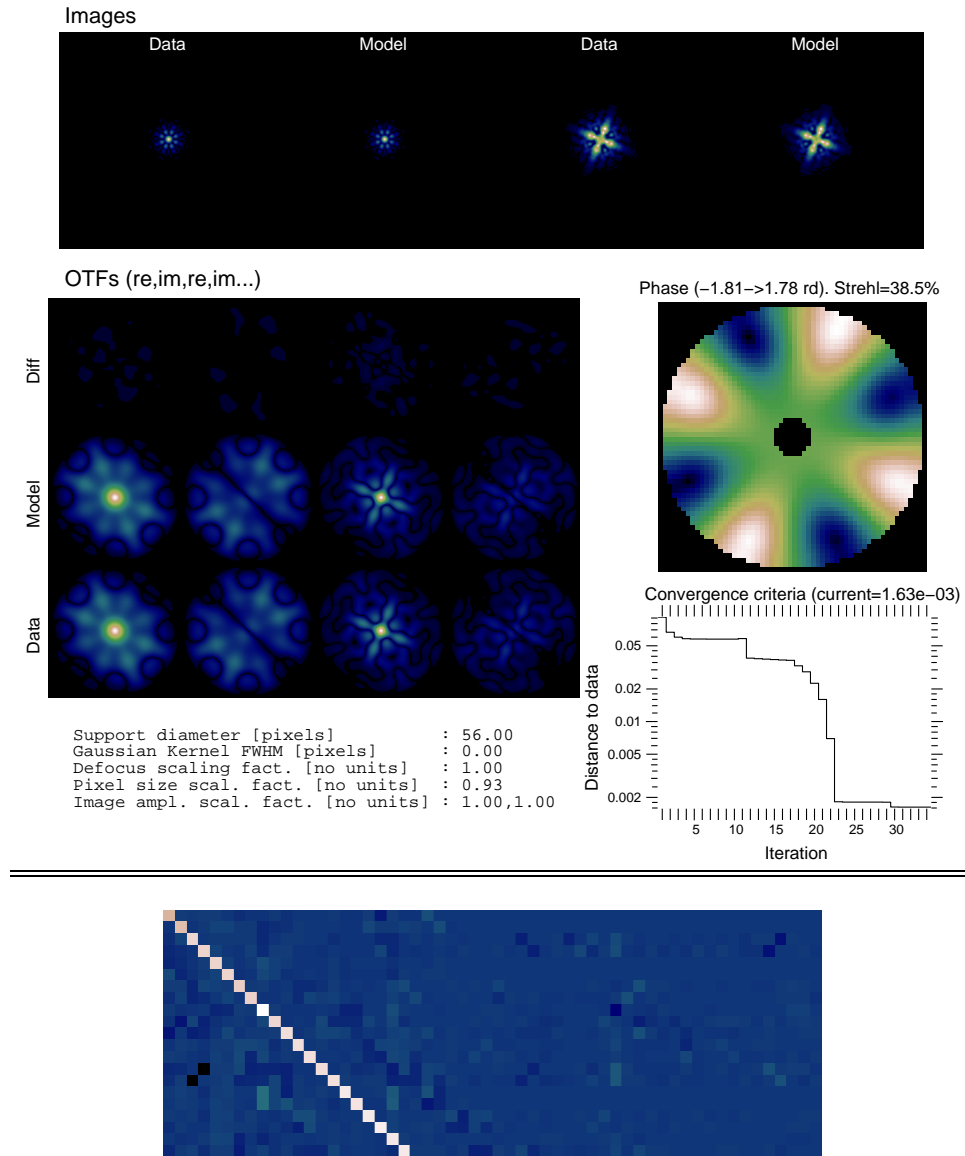 Images
Data Model Data Model
OTFs (re,im,re,im...)
Diff
Model
Data
Phase (−1.81−>1.78 rd). Strehl=38.5%
Convergence criteria (current=1.63e−03)
Distance to data
0.05
0.02
0.01
0.005
0.002
5 10 15 20 25 30
Iteration
Support diameter [pixels] : 56.00
Gaussian Kernel FWHM [pixels] : 0.00
Defocus scaling fact. [no units] : 1.00
Pixel size scal. fact. [no units] : 0.93
Image ampl. scal. fact. [no units] : 1.00,1.00